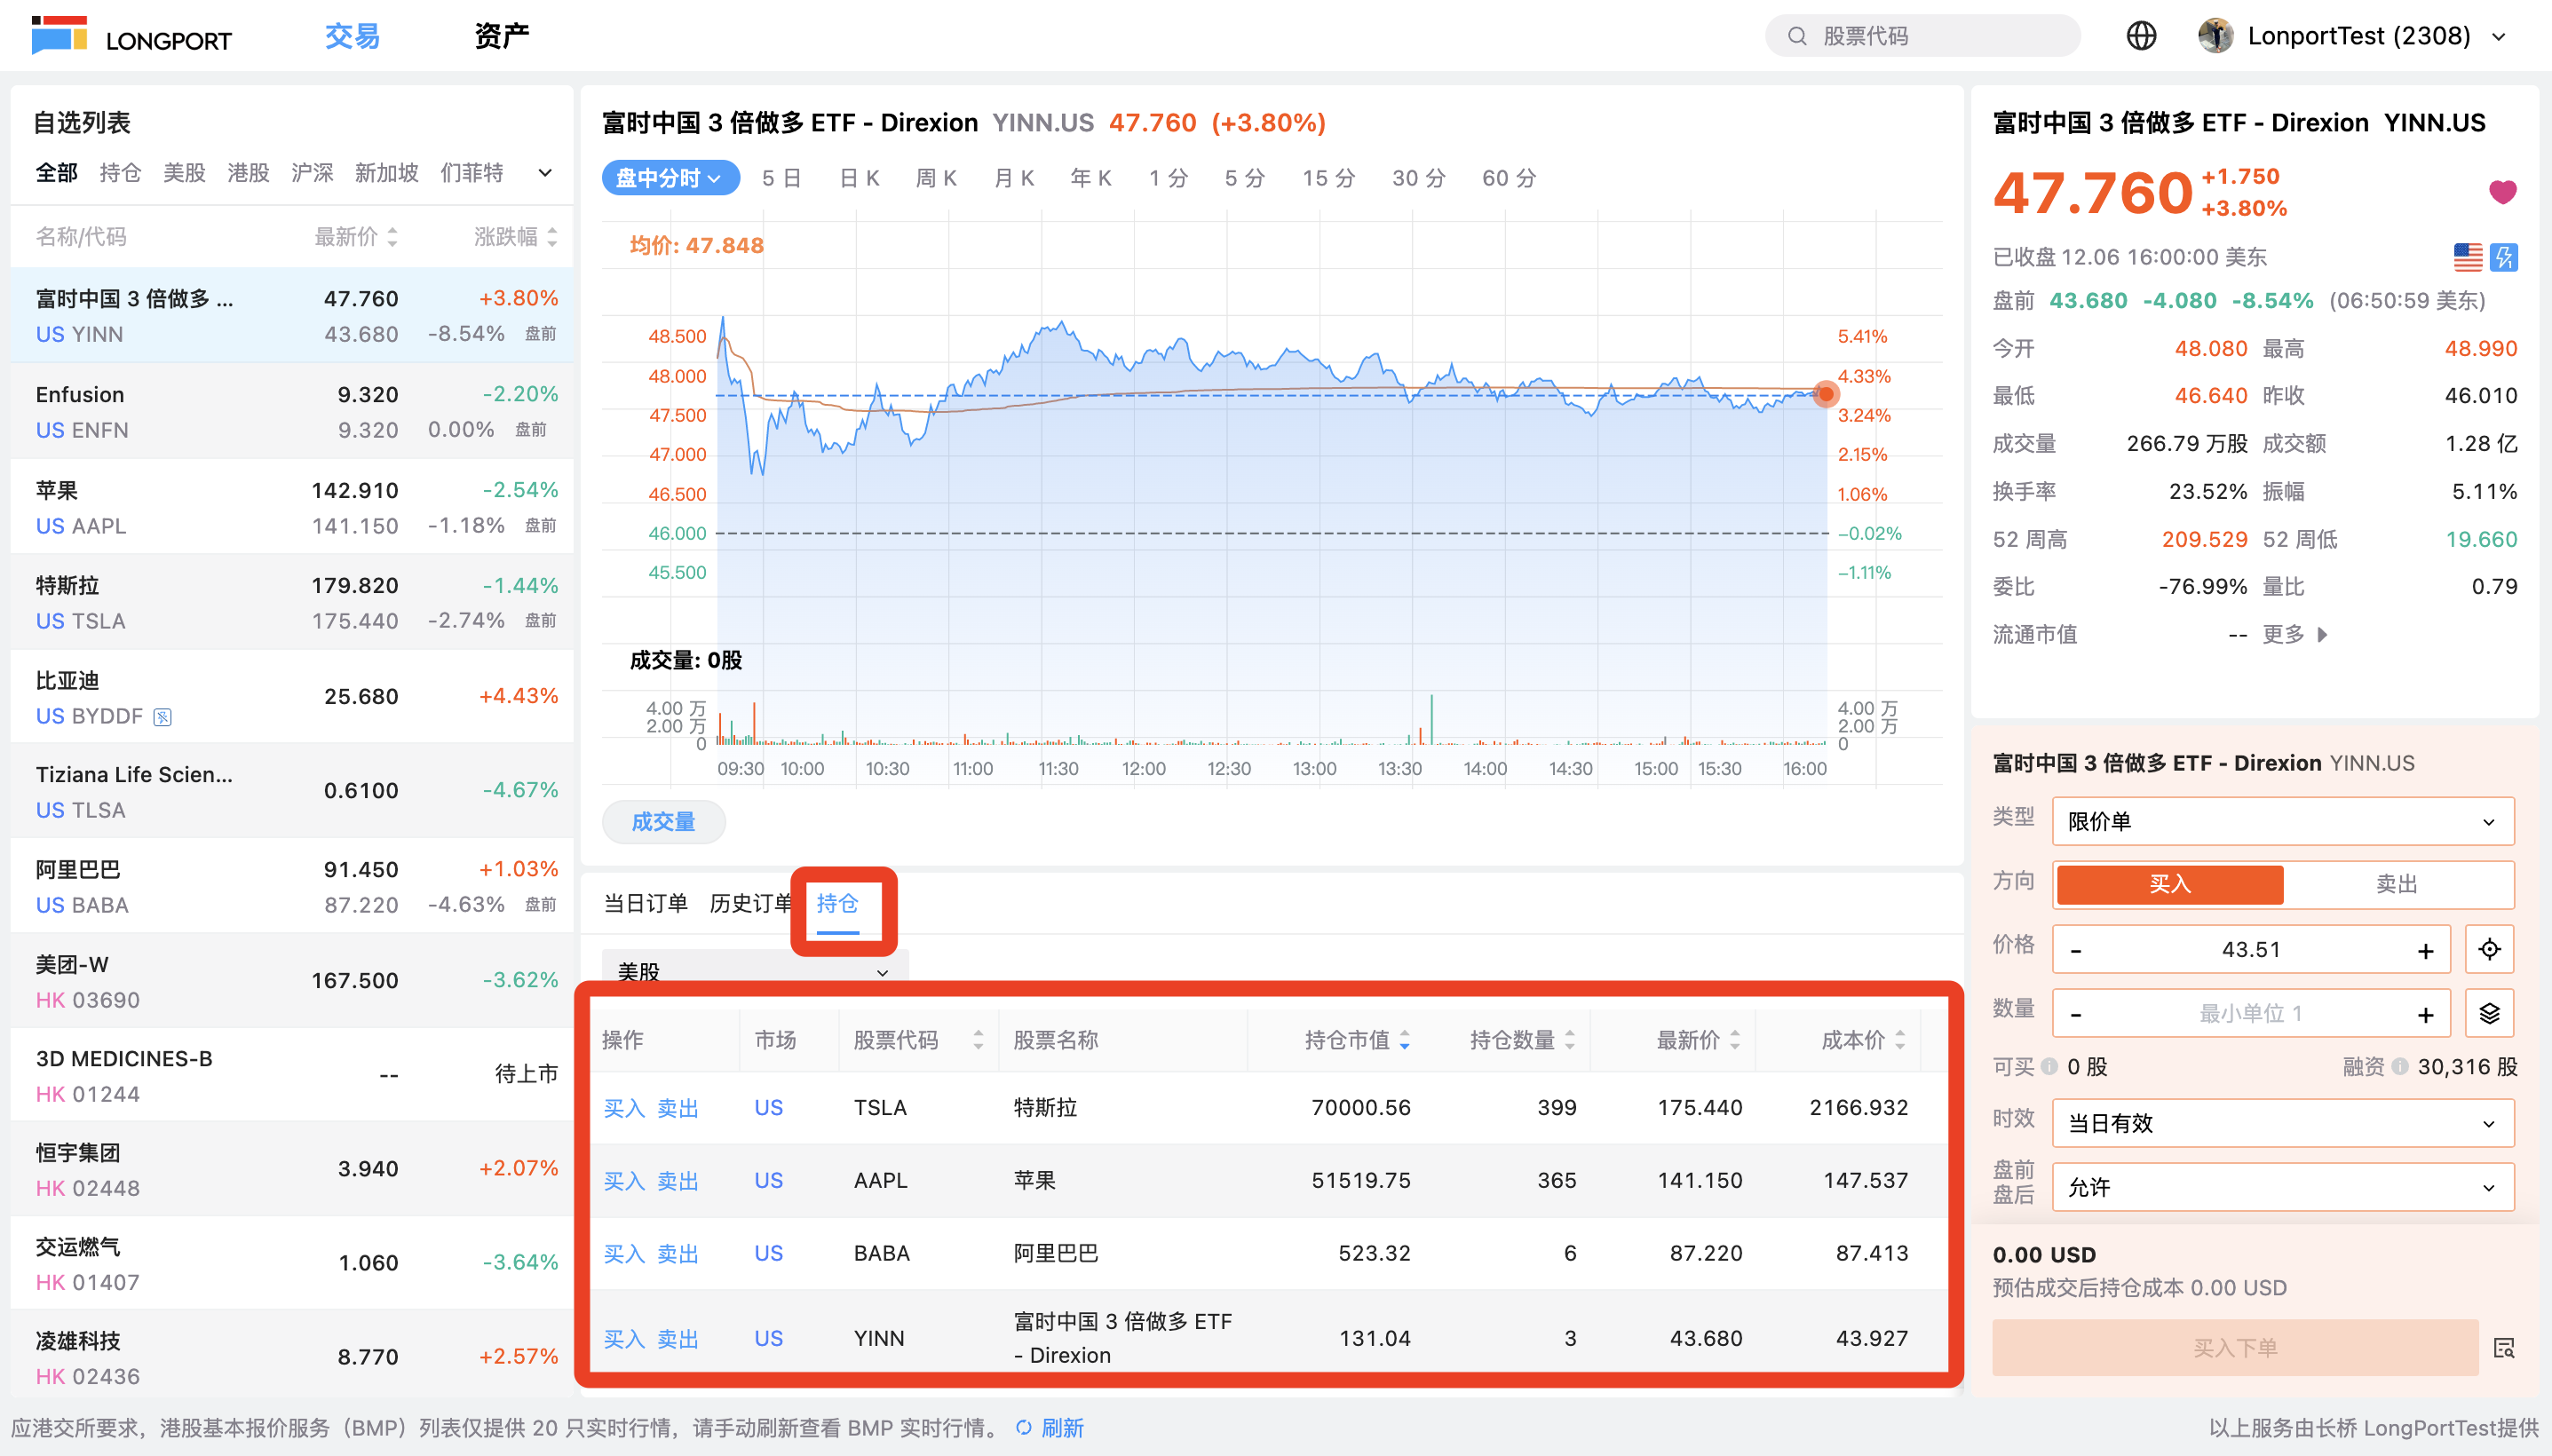 LONGPORT
交易
资产
股票代码
LonportTest (2308)
自选列表
全部 持仓 美股 港股 沪深 新加坡 们菲特
名称/代码 最新价 涨跌幅
富时中国 3 倍做多 ... 47.760 +3.80%
US YINN 43.680 -8.54% 盘前
Enfusion 9.320 -2.20%
US ENFN 9.320 0.00% 盘前
苹果 142.910 -2.54%
US AAPL 141.150 -1.18% 盘前
特斯拉 179.820 -1.44%
US TSLA 175.440 -2.74% 盘前
比亚迪 25.680 +4.43%
US BYDDF
Tiziana Life Scien... 0.6100 -4.67%
US TLSA
阿里巴巴 91.450 +1.03%
US BABA 87.220 -4.63% 盘前
美团-W 167.500 -3.62%
HK 03690
3D MEDICINES-B -- 待上市
HK 01244
恒宇集团 3.940 +2.07%
HK 02448
交运燃气 1.060 -3.64%
HK 01407
凌雄科技 8.770 +2.57%
HK 02436
富时中国 3 倍做多 ETF - Direxion YINN.US 47.760 (+3.80%)
盘中分时 5 日 日 K 周 K 月 K 年 K 1 分 5 分 15 分 30 分 60 分
均价: 47.848
48.500 5.41%
48.000 4.33%
47.500 3.24%
47.000 2.15%
46.500 1.06%
46.000 −0.02%
45.500 −1.11%
成交量: 0股
4.00 万 4.00 万
2.00 万 2.00 万
0 0
09:30 10:00 10:30 11:00 11:30 12:00 12:30 13:00 13:30 14:00 14:30 15:00 15:30 16:00
成交量
当日订单 历史订单 持仓
美股
操作 市场 股票代码 股票名称 持仓市值 持仓数量 最新价 成本价
买入 卖出 US TSLA 特斯拉 70000.56 399 175.440 2166.932
买入 卖出 US AAPL 苹果 51519.75 365 141.150 147.537
买入 卖出 US BABA 阿里巴巴 523.32 6 87.220 87.413
买入 卖出 US YINN 富时中国 3 倍做多 ETF - Direxion 131.04 3 43.680 43.927
富时中国 3 倍做多 ETF - Direxion YINN.US
47.760 +1.750
+3.80%
已收盘 12.06 16:00:00 美东
盘前 43.680 -4.080 -8.54% (06:50:59 美东)
今开 48.080 最高 48.990
最低 46.640 昨收 46.010
成交量 266.79 万股 成交额 1.28 亿
换手率 23.52% 振幅 5.11%
52 周高 209.529 52 周低 19.660
委比 -76.99% 量比 0.79
流通市值 -- 更多
富时中国 3 倍做多 ETF - Direxion YINN.US
类型 限价单
方向 买入 卖出
价格 - 43.51 +
数量 - 最小单位 1 +
可买 0 股 融资 30,316 股
时效 当日有效
盘前盘后 允许
0.00 USD
预估成交后持仓成本 0.00 USD
买入下单
应港交所要求，港股基本报价服务（BMP）列表仅提供 20 只实时行情，请手动刷新查看 BMP 实时行情。 刷新
以上服务由长桥 LongPortTest提供